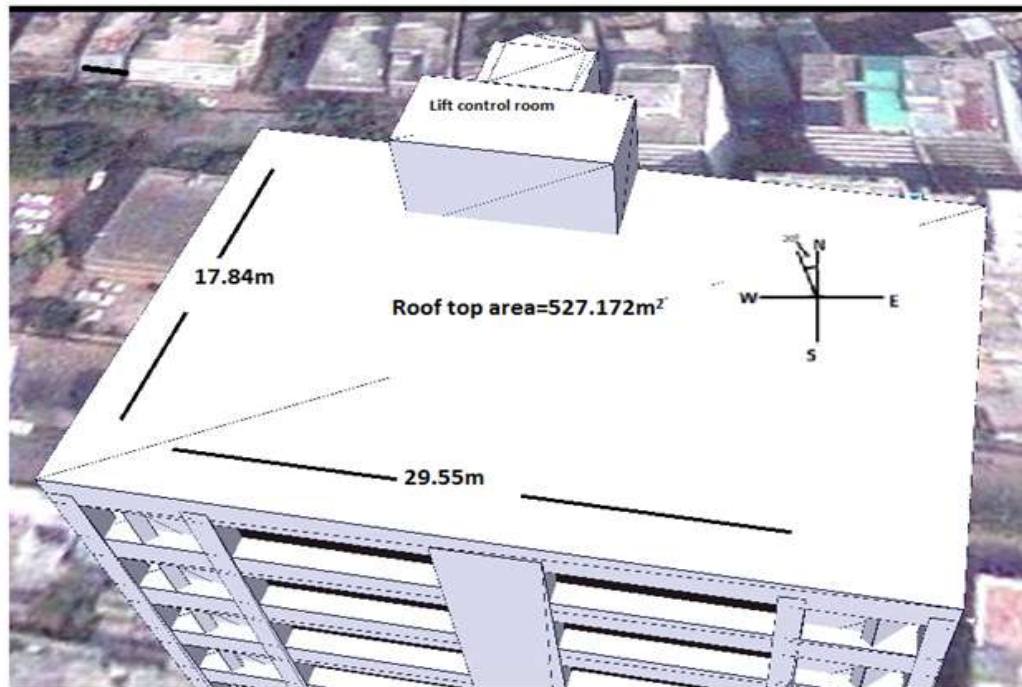 Lift control room
N
17.84m
W
E
Roof top area=527.172m²
S
29.55m